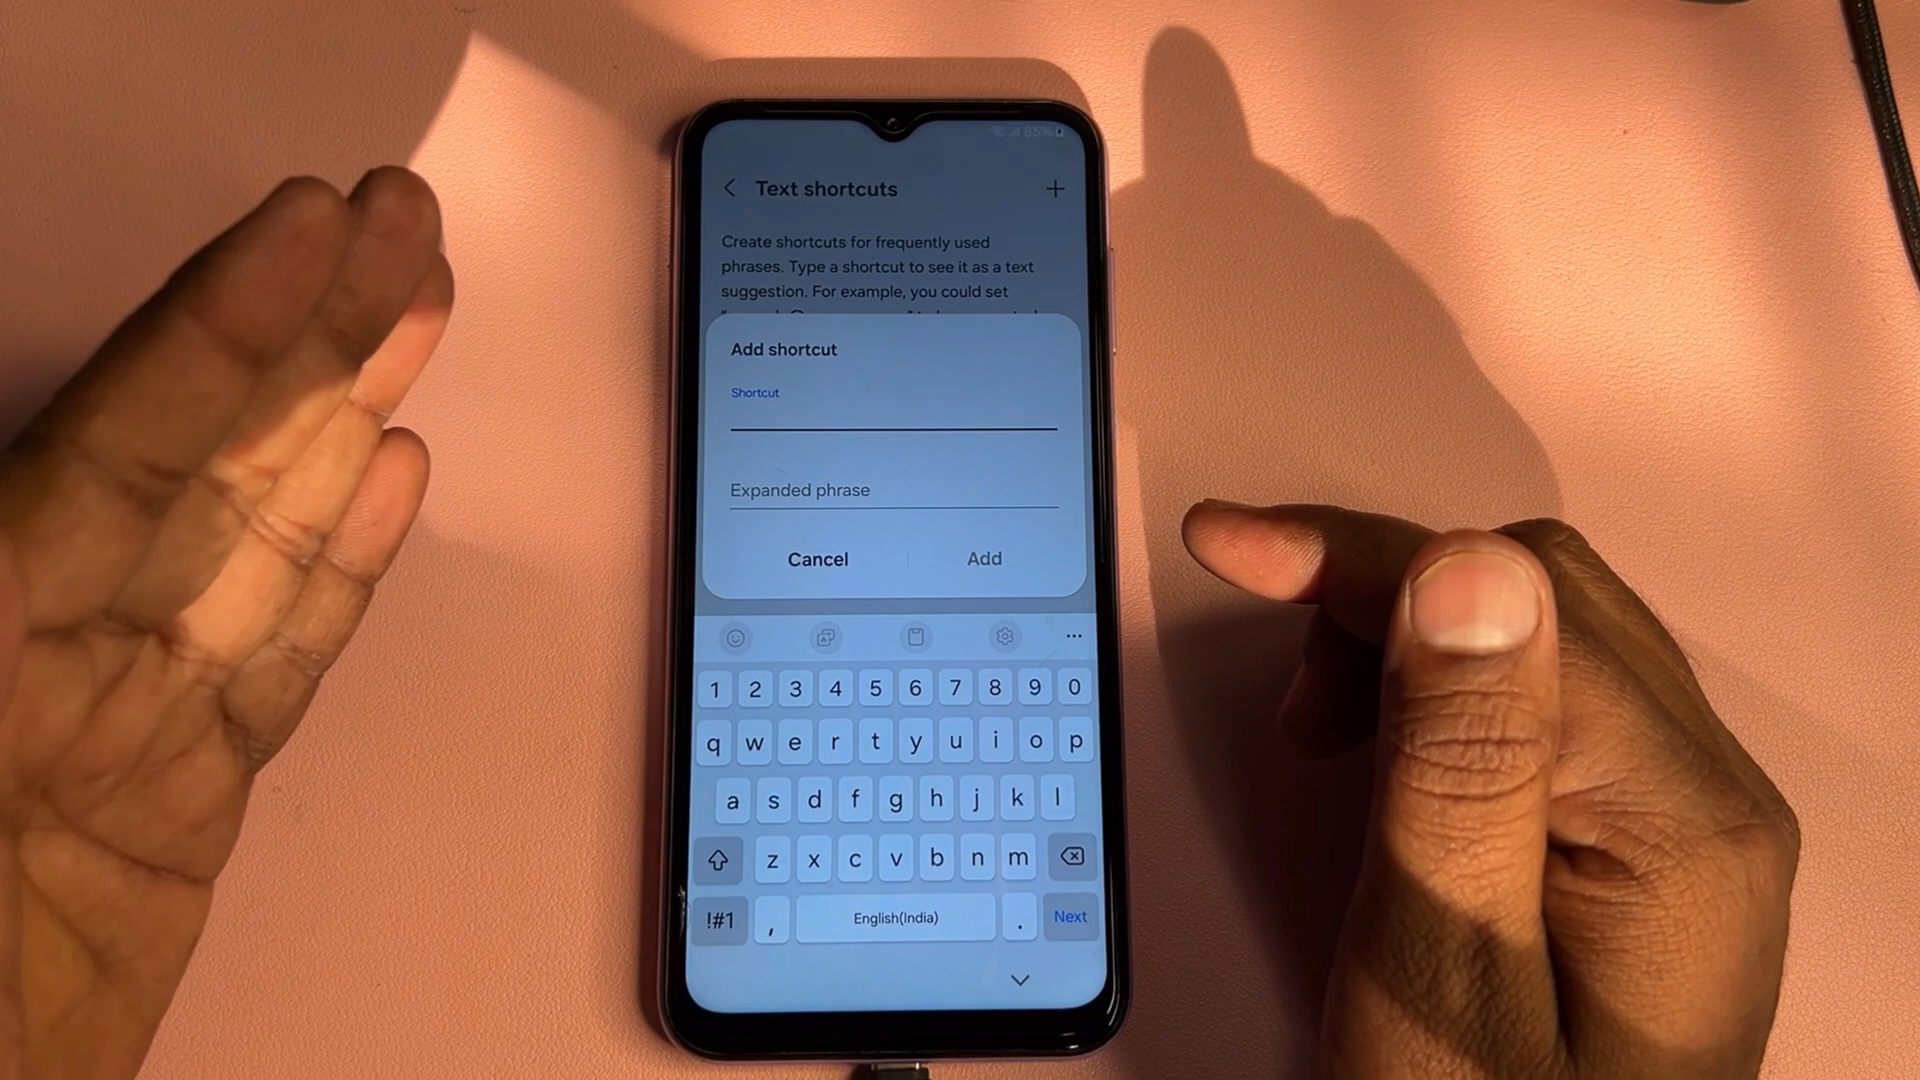 85%
Text shortcuts
Create shortcuts for frequently used
phrases. Type a shortcut to see it as a text
suggestion. For example, you could set
Add shortcut
Shortcut
Expanded phrase
Cancel Add
1 2 3 4 5 6 7 8 9 0
q w e r t y u i o p
a s d f g h j k l
z x c v b n m
!#1 , English(India) . Next